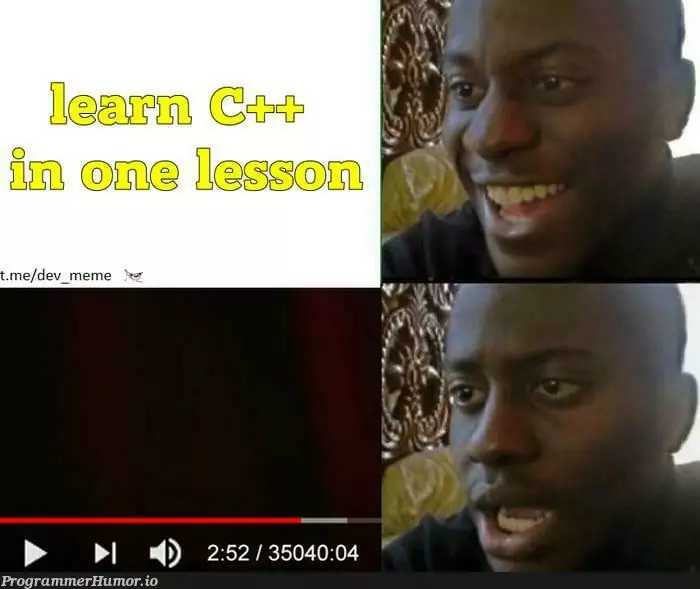 learn C++
in one lesson
t.me/dev_meme
2:52 / 35040:04
ProgrammerHumor.io